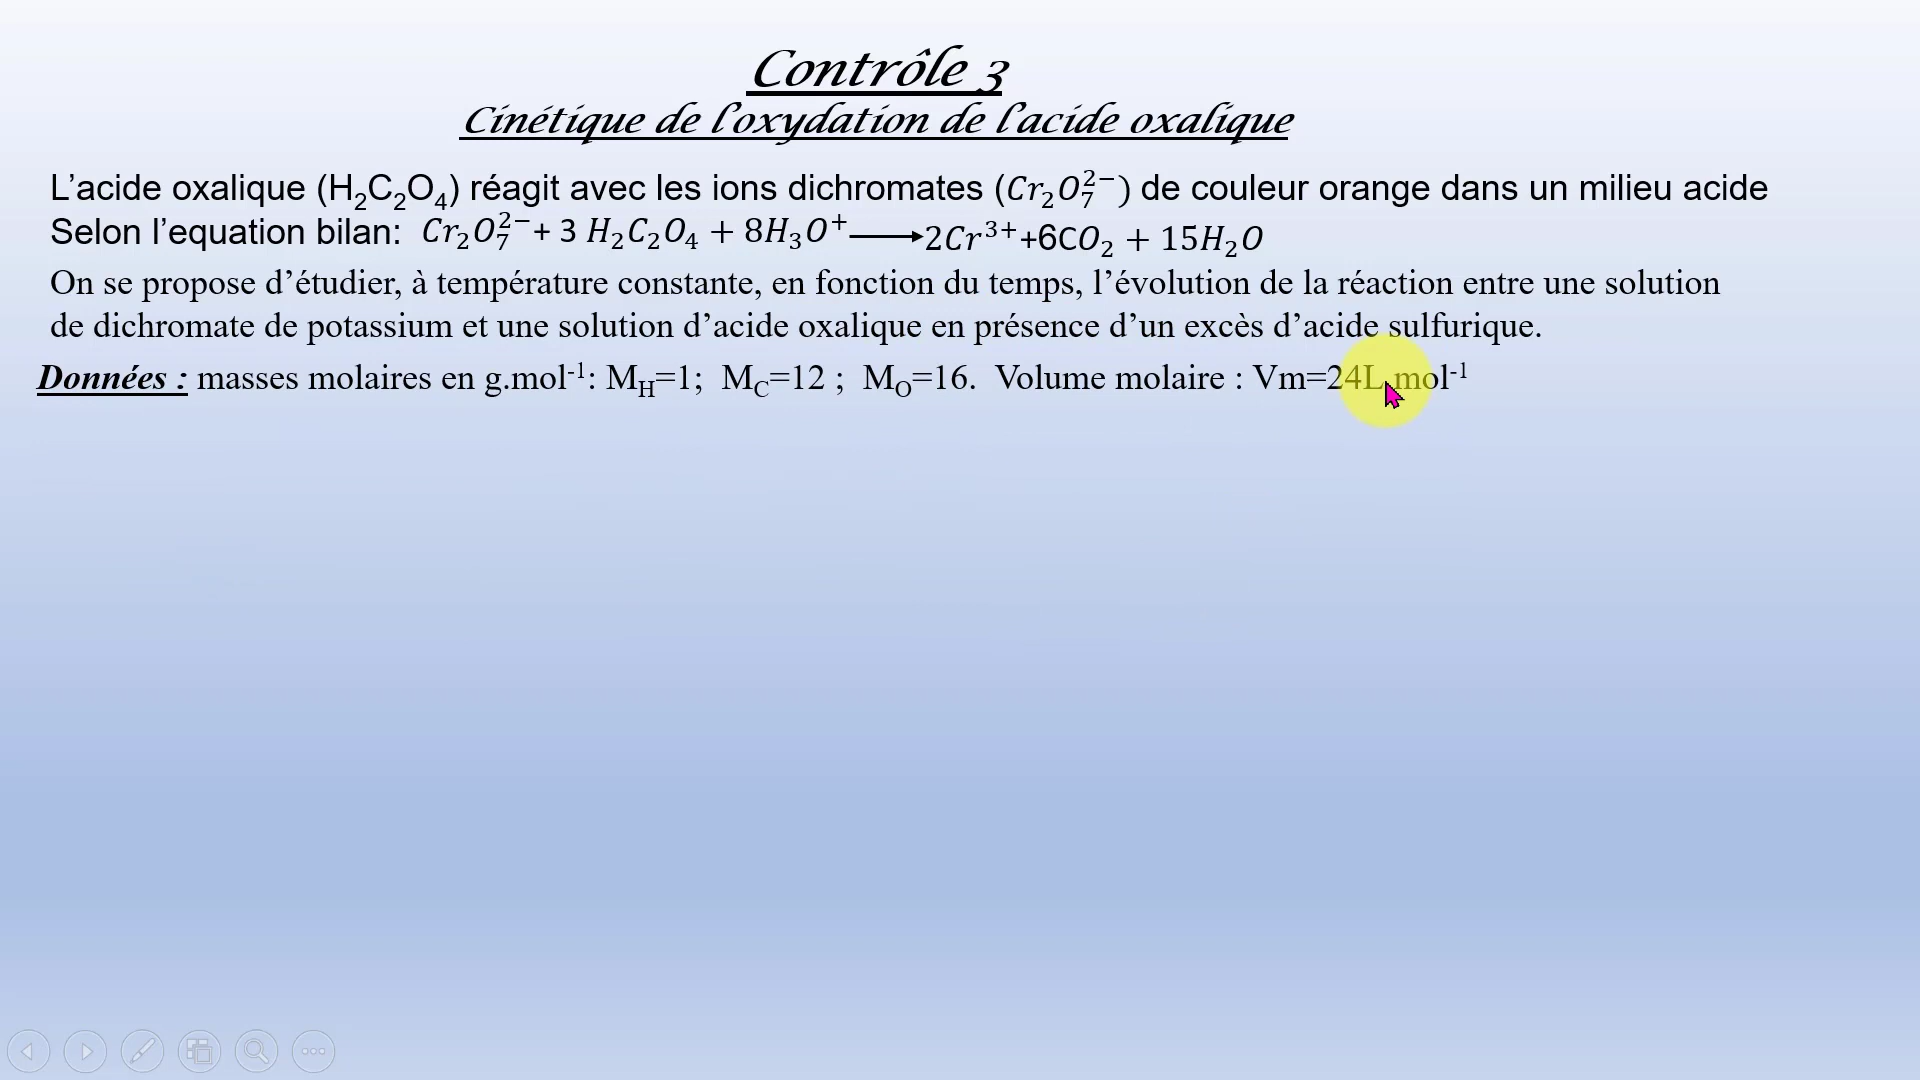 Contrôle 3
Cinétique de l’oxydation de l’acide oxalique
L’acide oxalique (H₂C₂O₄) réagit avec les ions dichromates (Cr₂O₇²⁻) de couleur orange dans un milieu acide
Selon l’equation bilan: Cr₂O₇²⁻+ 3 H₂C₂O₄ + 8H₃O⁺ ⟶ 2Cr³⁺+6CO₂ + 15H₂O
On se propose d’étudier, à température constante, en fonction du temps, l’évolution de la réaction entre une solution
de dichromate de potassium et une solution d’acide oxalique en présence d’un excès d’acide sulfurique.
Données : masses molaires en g.mol⁻¹: M_H=1; M_C=12 ; M_O=16. Volume molaire : Vm=24L.mol⁻¹